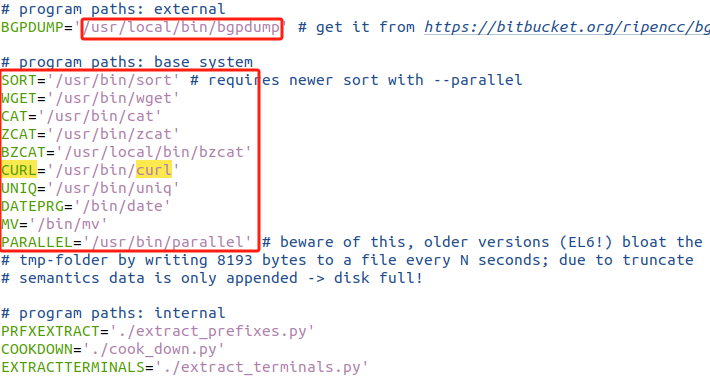 # program paths: external
BGPDUMP='/usr/local/bin/bgpdump' # get it from https://bitbucket.org/ripencc/bg
# program paths: base system
SORT='/usr/bin/sort' # requires newer sort with --parallel
WGET='/usr/bin/wget'
CAT='/usr/bin/cat'
ZCAT='/usr/bin/zcat'
BZCAT='/usr/local/bin/bzcat'
CURL='/usr/bin/curl'
UNIQ='/usr/bin/uniq'
DATEPRG='/bin/date'
MV='/bin/mv'
PARALLEL='/usr/bin/parallel' # beware of this, older versions (EL6!) bloat the
# tmp-folder by writing 8193 bytes to a file every N seconds; due to truncate
# semantics data is only appended -> disk full!
# program paths: internal
PRFXEXTRACT='./extract_prefixes.py'
COOKDOWN='./cook_down.py'
EXTRACTTERMINALS='./extract_terminals.py'